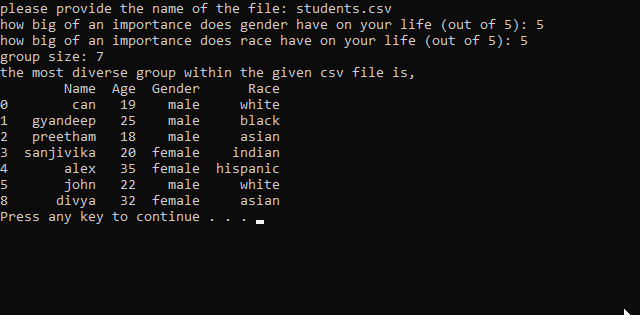 please provide the name of the file: students.csv
how big of an importance does gender have on your life (out of 5): 5
how big of an importance does race have on your life (out of 5): 5
group size: 7
the most diverse group within the given csv file is,
        Name  Age  Gender      Race
0        can   19    male     white
1   gyandeep   25    male     black
2   preetham   18    male     asian
3  sanjivika   20  female    indian
4       alex   35  female  hispanic
5       john   22    male     white
8      divya   32  female     asian
Press any key to continue . . .